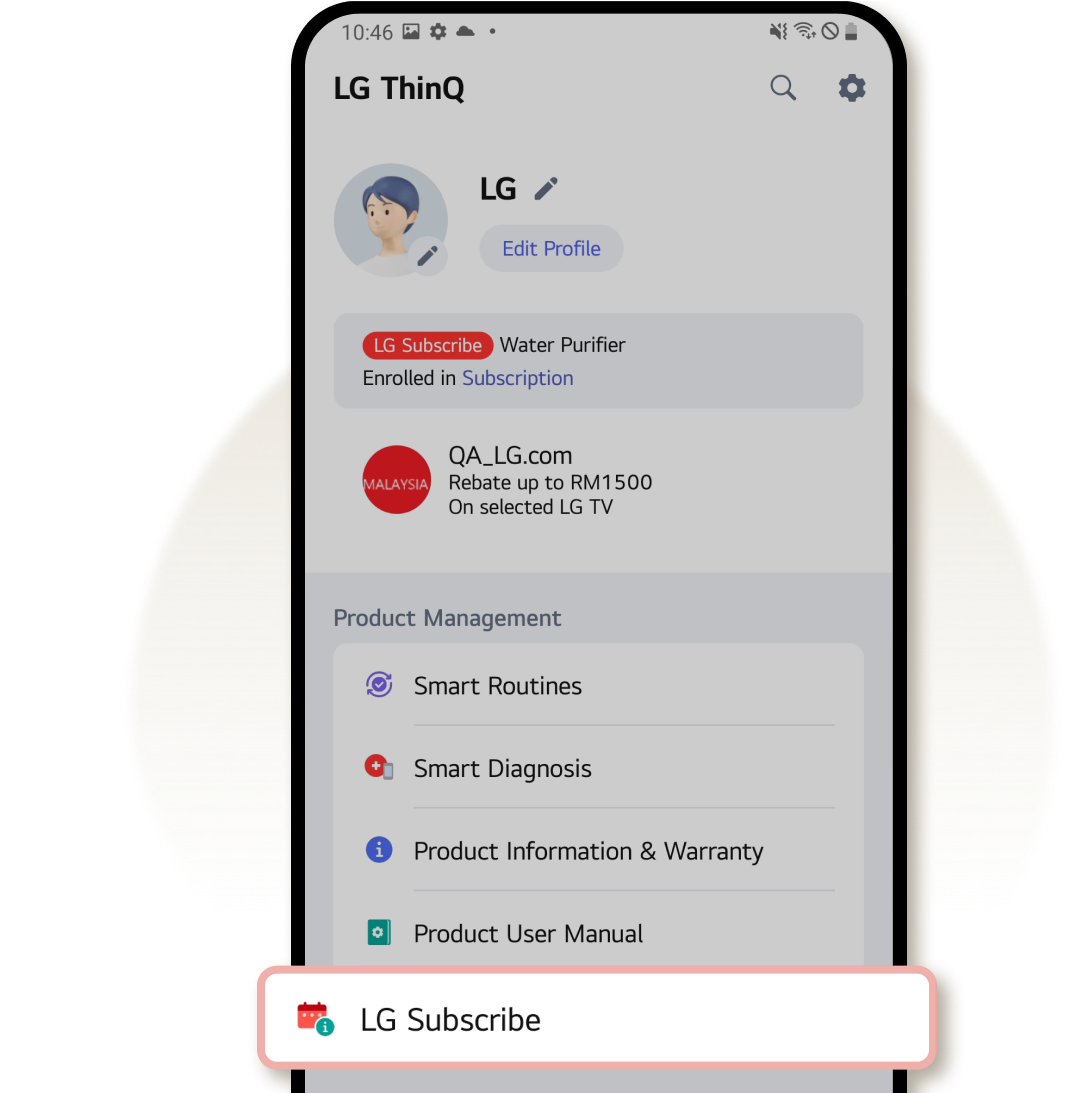 10:46
LG ThinQ
LG
Edit Profile
LG Subscribe Water Purifier
Enrolled in Subscription
MALAYSIA
QA_LG.com
Rebate up to RM1500
On selected LG TV
Product Management
Smart Routines
Smart Diagnosis
Product Information & Warranty
Product User Manual
LG Subscribe